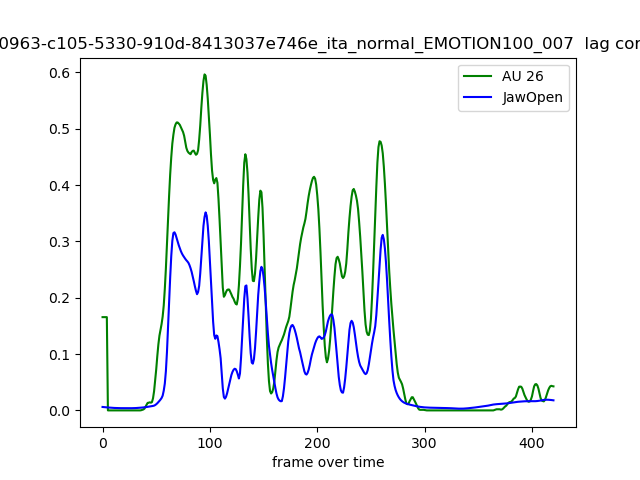 0963-c105-5330-910d-8413037e746e_ita_normal_EMOTION100_007 lag cor
AU 26
JawOpen
0.6
0.5
0.4
0.3
0.2
0.1
0.0
0 100 200 300 400
frame over time